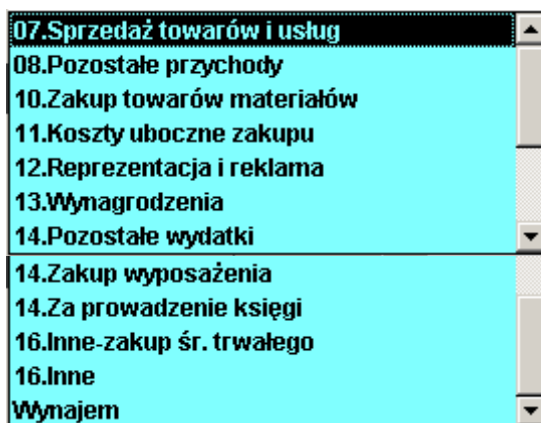 07.Sprzedaż towarów i usług
08.Pozostałe przychody
10.Zakup towarów materiałów
11.Koszty uboczne zakupu
12.Reprezentacja i reklama
13.Wynagrodzenia
14.Pozostałe wydatki
14.Zakup wyposażenia
14.Za prowadzenie księgi
16.Inne-zakup śr. trwałego
16.Inne
Wynajem